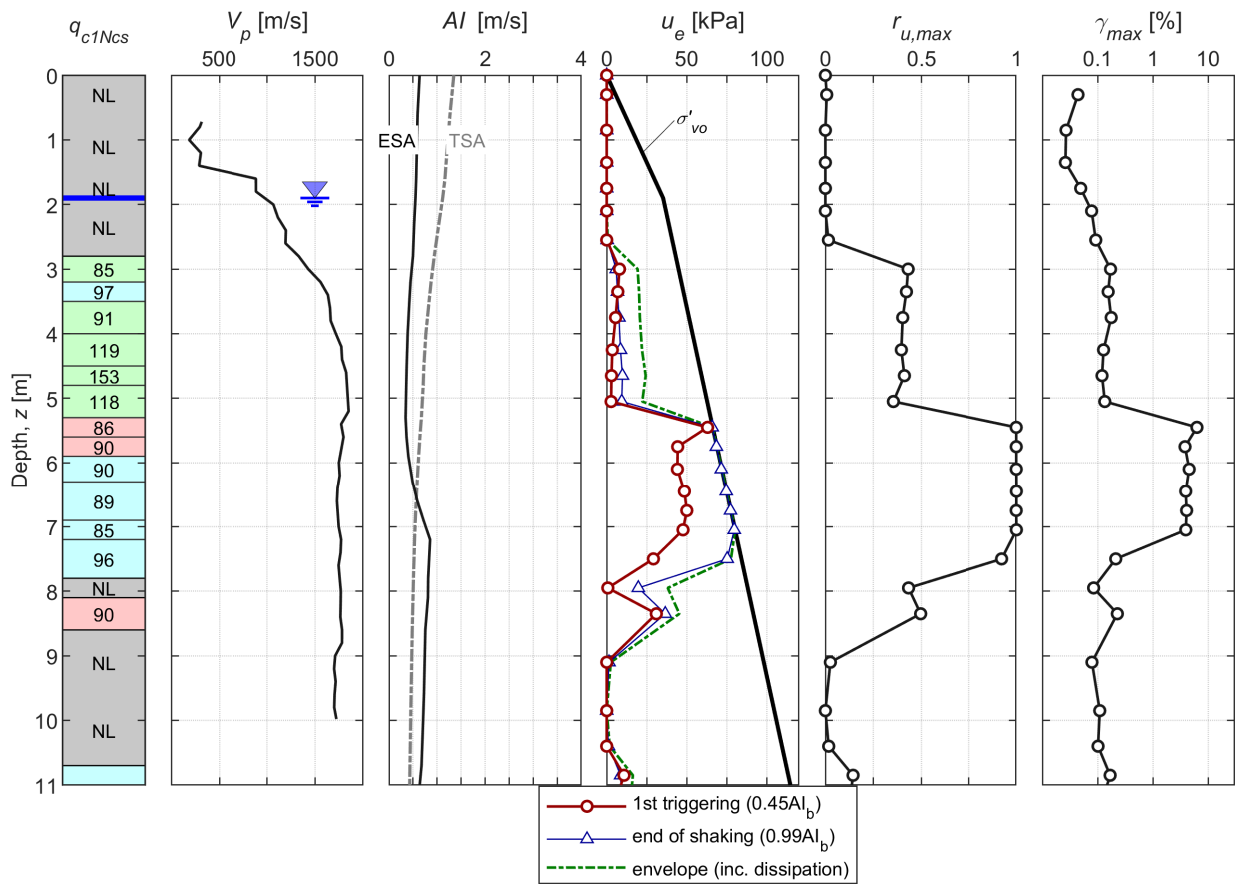 q_c1Ncs
V_p [m/s]
AI [m/s]
u_e [kPa]
r_u,max
γ_max [%]
500 1500
0 2 4
0 50 100
0 0.5 1
0.1 1 10
Depth, z [m]
0
1
2
3
4
5
6
7
8
9
10
11
NL
NL
NL
NL
85
97
91
119
153
118
86
90
90
89
85
96
NL
90
NL
NL
ESA
TSA
σ'_vo
1st triggering (0.45AI_b)
end of shaking (0.99AI_b)
envelope (inc. dissipation)